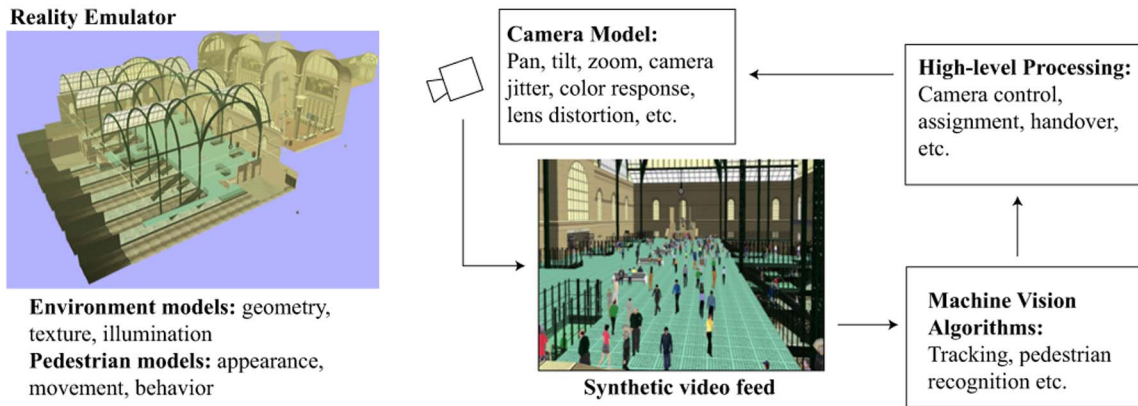 Reality Emulator
Environment models: geometry,
texture, illumination
Pedestrian models: appearance,
movement, behavior
Camera Model:
Pan, tilt, zoom, camera
jitter, color response,
lens distortion, etc.
Synthetic video feed
High-level Processing:
Camera control,
assignment, handover,
etc.
Machine Vision
Algorithms:
Tracking, pedestrian
recognition etc.